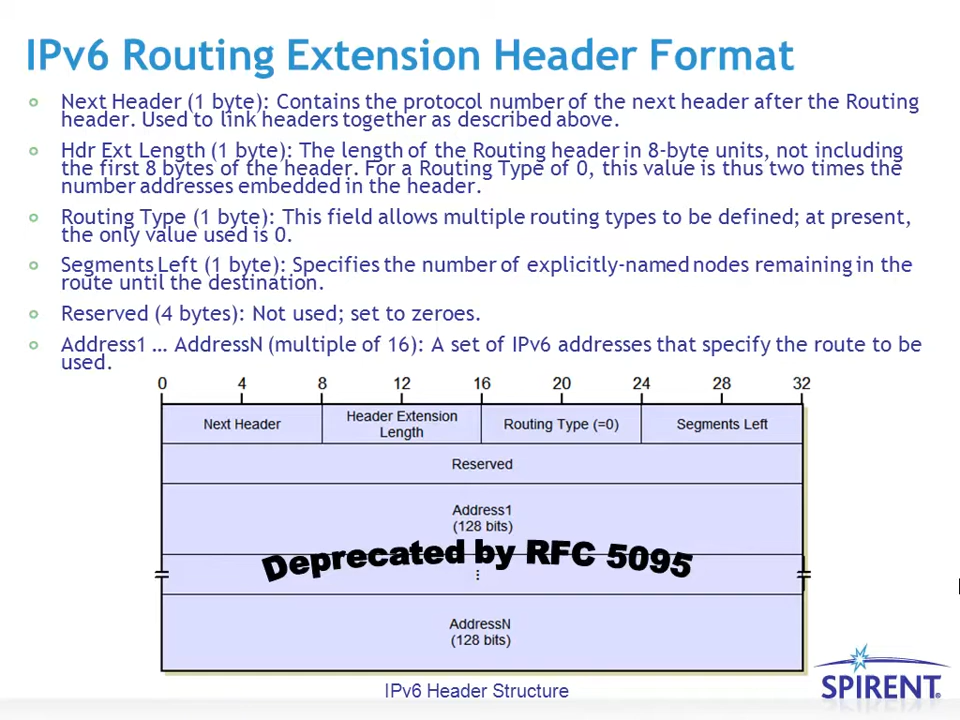 IPv6 Routing Extension Header Format
Next Header (1 byte): Contains the protocol number of the next header after the Routing
header. Used to link headers together as described above.
Hdr Ext Length (1 byte): The length of the Routing header in 8-byte units, not including
the first 8 bytes of the header. For a Routing Type of 0, this value is thus two times the
number addresses embedded in the header.
Routing Type (1 byte): This field allows multiple routing types to be defined; at present,
the only value used is 0.
Segments Left (1 byte): Specifies the number of explicitly-named nodes remaining in the
route until the destination.
Reserved (4 bytes): Not used; set to zeroes.
Address1 … AddressN (multiple of 16): A set of IPv6 addresses that specify the route to be
used.
0 4 8 12 16 20 24 28 32
Next Header
Header Extension
Length
Routing Type (=0)
Segments Left
Reserved
Address1
(128 bits)
Deprecated by RFC 5095
AddressN
(128 bits)
IPv6 Header Structure
SPIRENT®